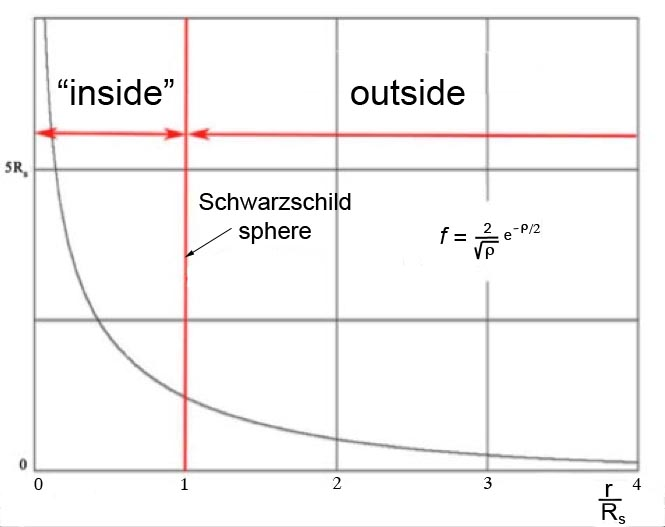 “inside” outside
5Rₛ
Schwarzschild
sphere
f = 2/√ρ e^(-ρ/2)
0
0 1 2 3 4
r/Rₛ